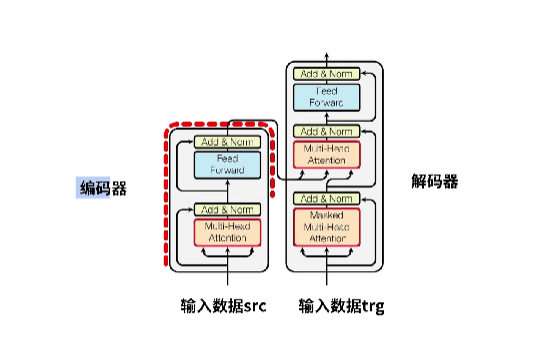 编码器
Add & Norm
Feed
Forward
Add & Norm
Multi-Head
Attention
输入数据src
Add & Norm
Feed
Forward
Add & Norm
Multi-Head
Attention
Add & Norm
Masked
Multi-Head
Attention
输入数据trg
解码器